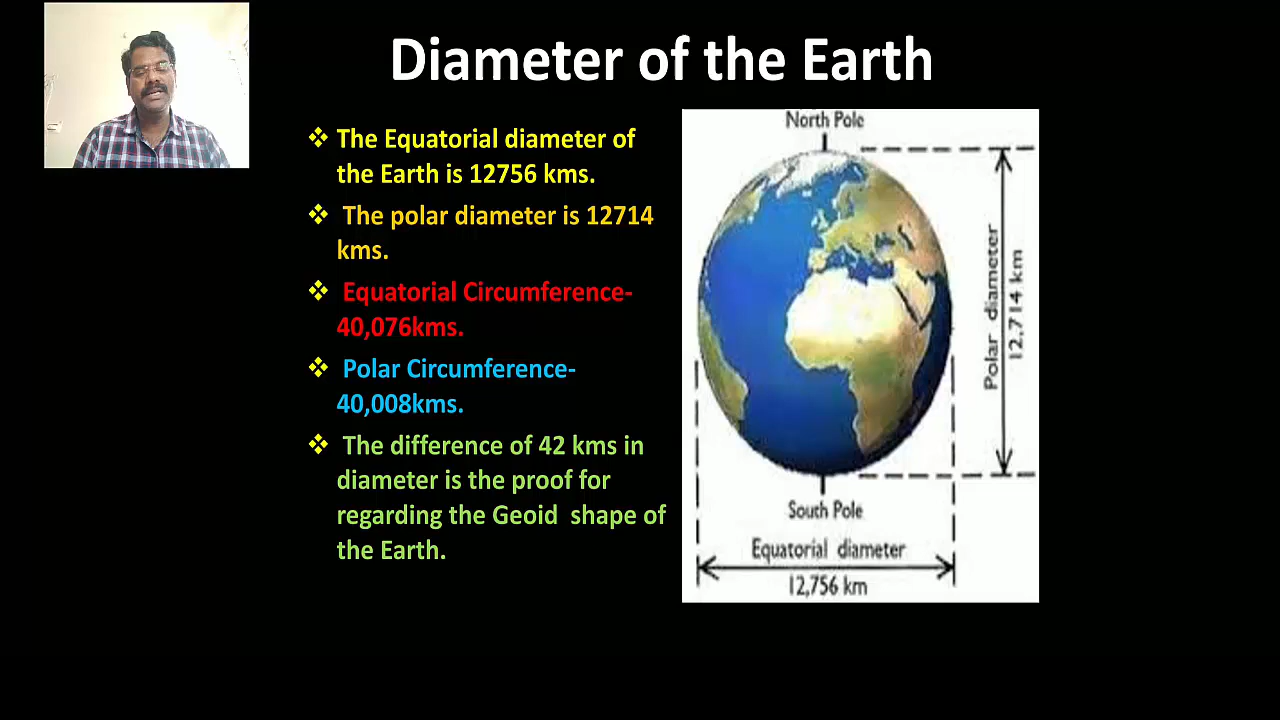 Diameter of the Earth
❖ The Equatorial diameter of
the Earth is 12756 kms.
❖ The polar diameter is 12714
kms.
❖ Equatorial Circumference-
40,076kms.
❖ Polar Circumference-
40,008kms.
❖ The difference of 42 kms in
diameter is the proof for
regarding the Geoid shape of
the Earth.
North Pole
Polar diameter
12,714 km
South Pole
Equatorial diameter
12,756 km